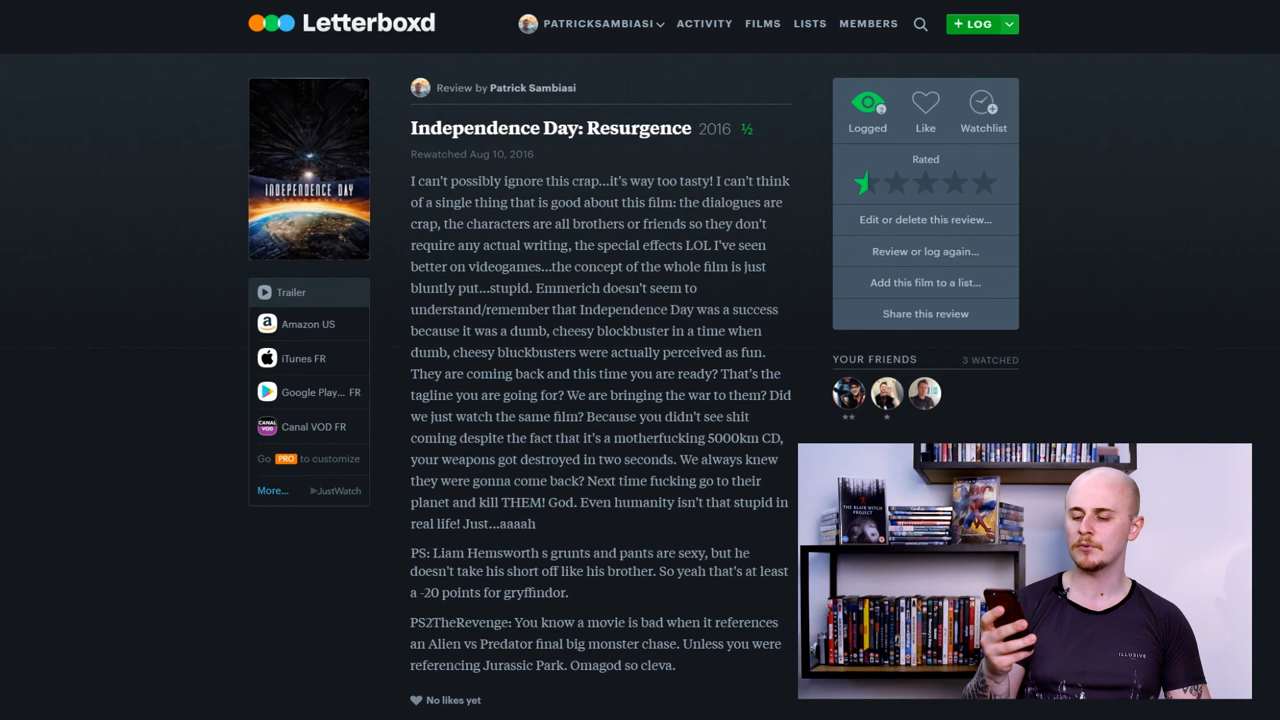 Letterboxd
PATRICKSAMBIASI ACTIVITY FILMS LISTS MEMBERS + LOG
Review by Patrick Sambiasi
Independence Day: Resurgence 2016 ½
Rewatched Aug 10, 2016
I can't possibly ignore this crap...it's way too tasty! I can't think
of a single thing that is good about this film: the dialogues are
crap, the characters are all brothers or friends so they don't
require any actual writing, the special effects LOL I've seen
better on videogames...the concept of the whole film is just
bluntly put...stupid. Emmerich doesn't seem to
understand/remember that Independence Day was a success
because it was a dumb, cheesy blockbuster in a time when
dumb, cheesy bluckbusters were actually perceived as fun.
They are coming back and this time you are ready? That's the
tagline you are going for? We are bringing the war to them? Did
we just watch the same film? Because you didn't see shit
coming despite the fact that it's a motherfucking 5000km CD,
your weapons got destroyed in two seconds. We always knew
they were gonna come back? Next time fucking go to their
planet and kill THEM! God. Even humanity isn't that stupid in
real life! Just...aaaah
PS: Liam Hemsworth s grunts and pants are sexy, but he
doesn't take his short off like his brother. So yeah that's at least
a -20 points for gryffindor.
PS2TheRevenge: You know a movie is bad when it references
an Alien vs Predator final big monster chase. Unless you were
referencing Jurassic Park. Omagod so cleva.
No likes yet
INDEPENDENCE DAY
Trailer
Amazon US
iTunes FR
Google Play... FR
CANAL VOD
Canal VOD FR
Go PRO to customize
More...
JustWatch
Logged Like Watchlist
Rated
Edit or delete this review...
Review or log again...
Add this film to a list...
Share this review
YOUR FRIENDS 3 WATCHED
★★ ★
THE BLAIR WITCH
PROJECT
ILLUSIVE